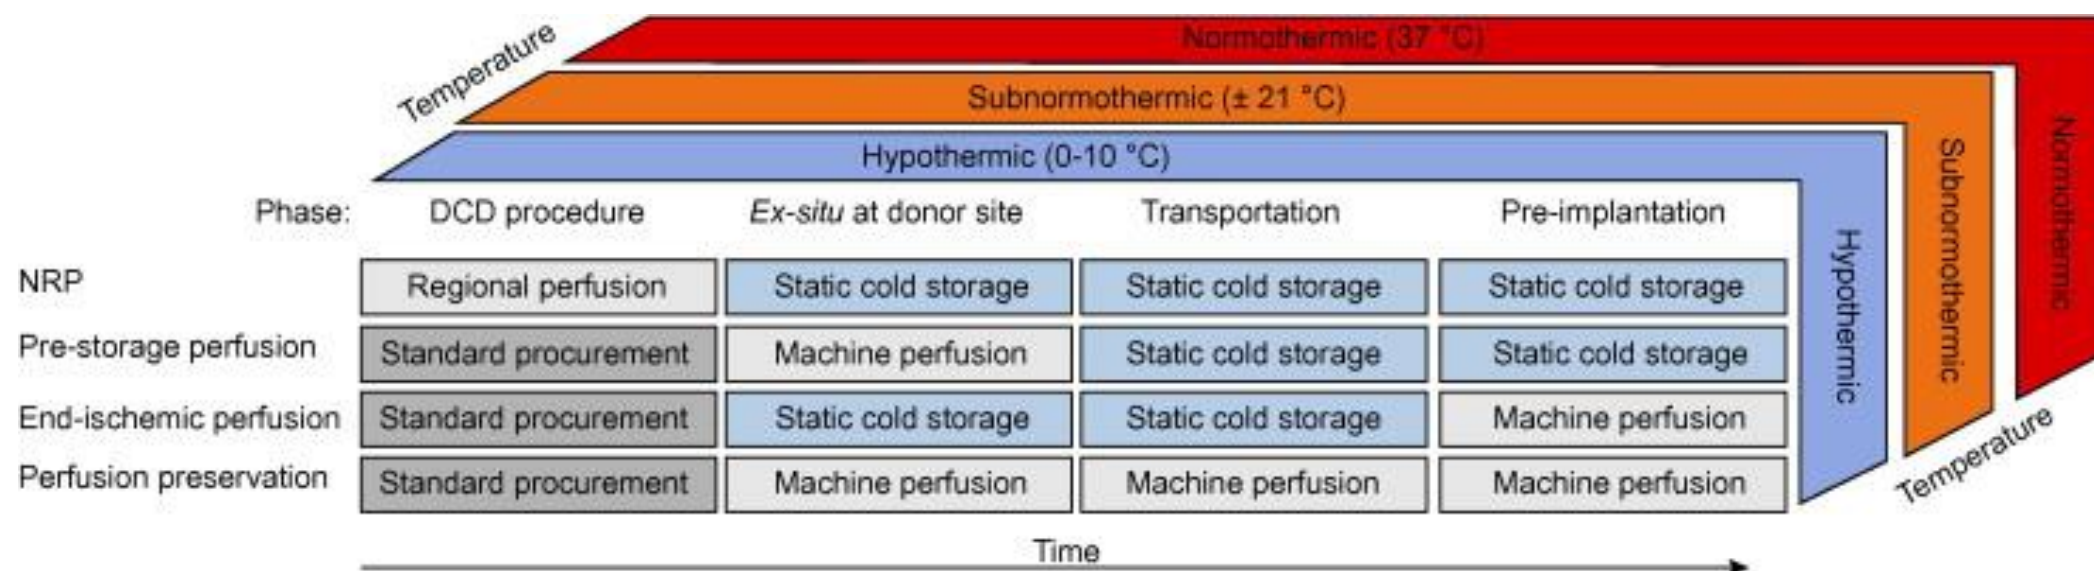 Temperature
Normothermic (37 °C)
Subnormothermic (± 21 °C)
Hypothermic (0-10 °C)
Phase: DCD procedure Ex-situ at donor site Transportation Pre-implantation
NRP Regional perfusion Static cold storage Static cold storage Static cold storage
Pre-storage perfusion Standard procurement Machine perfusion Static cold storage Static cold storage
End-ischemic perfusion Standard procurement Static cold storage Static cold storage Machine perfusion
Perfusion preservation Standard procurement Machine perfusion Machine perfusion Machine perfusion
Hypothermic
Subnormothermic
Normothermic
Temperature
Time